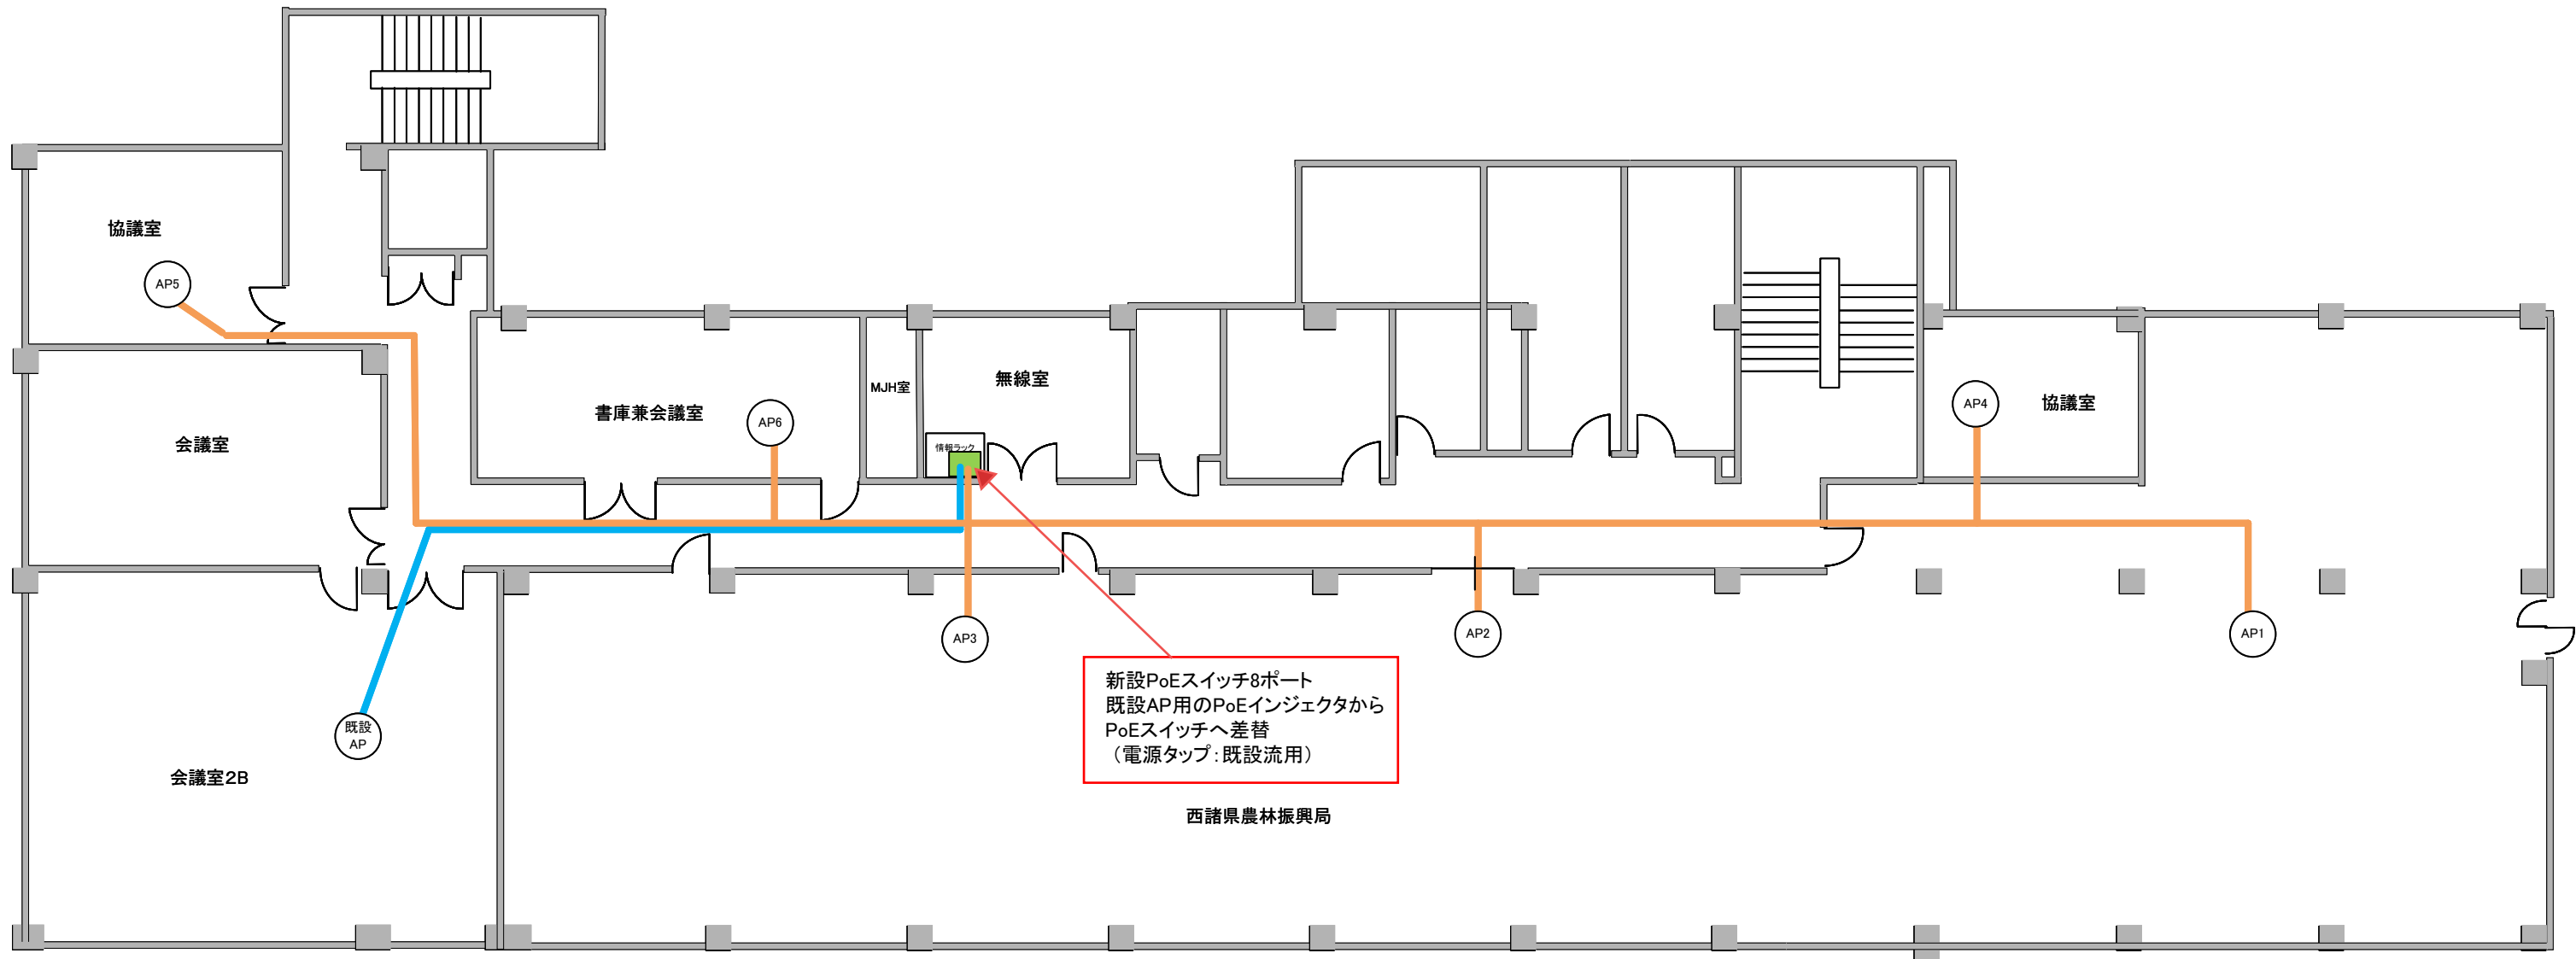 協議室
AP5
会議室
書庫兼会議室
AP6
MJH室
無線室
情報ラック
AP4
協議室
AP3
AP2
AP1
新設PoEスイッチ8ポート
既設AP用のPoEインジェクタから
PoEスイッチへ差替
（電源タップ：既設流用）
既設
AP
会議室２B
西諸県農林振興局